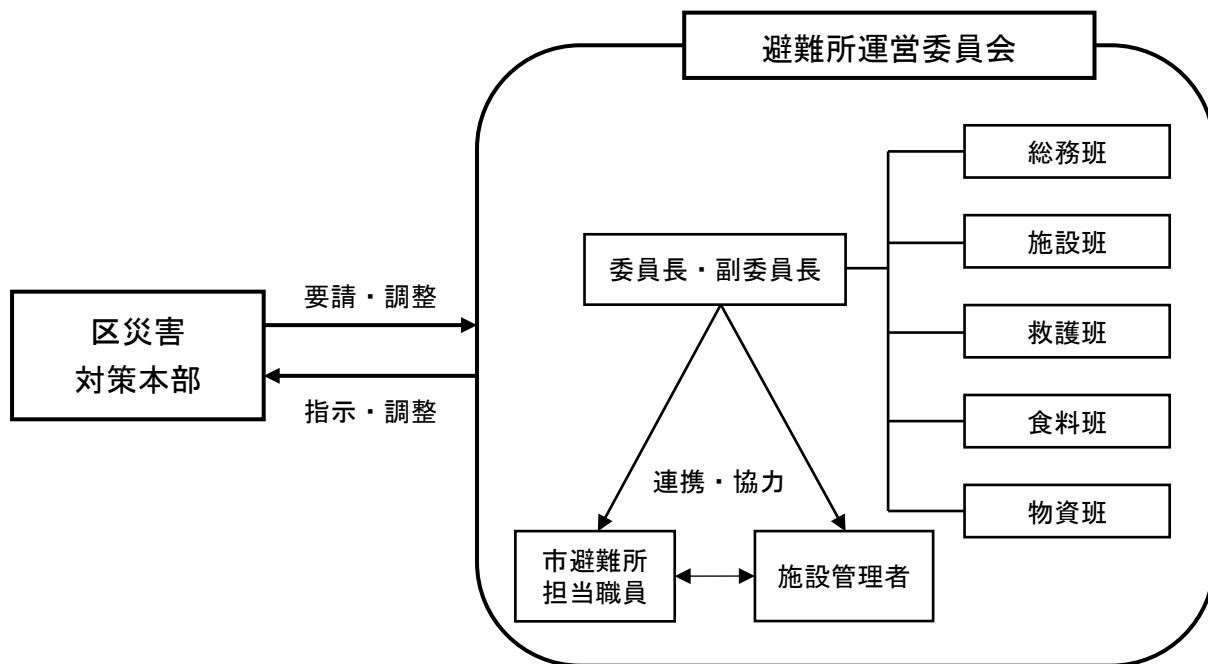 避難所運営委員会
総務班
施設班
委員長・副委員長
要請・調整
区災害
対策本部
救護班
指示・調整
食料班
連携・協力
物資班
市避難所
担当職員
施設管理者